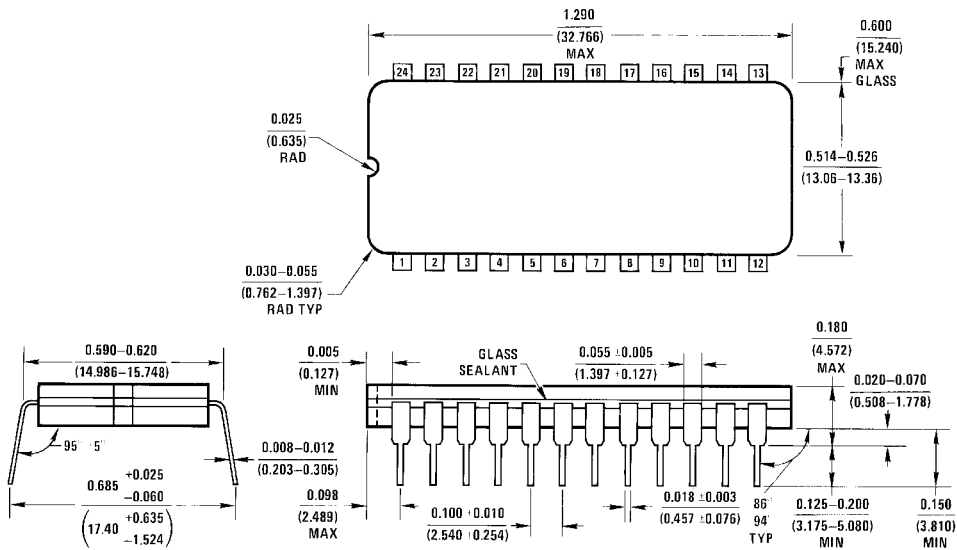 1.290
(32.766)
MAX
0.600
(15.240)
MAX
GLASS
24 23 22 21 20 19 18 17 16 15 14 13
0.025
(0.635)
RAD
0.514–0.526
(13.06–13.36)
1 2 3 4 5 6 7 8 9 10 11 12
0.030–0.055
(0.762–1.397)
RAD TYP
0.590–0.620
(14.986–15.748)
0.005
(0.127)
MIN
GLASS
SEALANT
0.055 ±0.005
(1.397 ±0.127)
0.180
(4.572)
MAX
0.020–0.070
(0.508–1.778)
95° ±5°
0.008–0.012
(0.203–0.305)
0.685 +0.025 –0.060
(17.40 +0.635 –1.524)
0.098
(2.489)
MAX
0.100 ±0.010
(2.540 ±0.254)
0.018 ±0.003
(0.457 ±0.076)
86°
94°
TYP
0.125–0.200
(3.175–5.080)
MIN
0.150
(3.810)
MIN